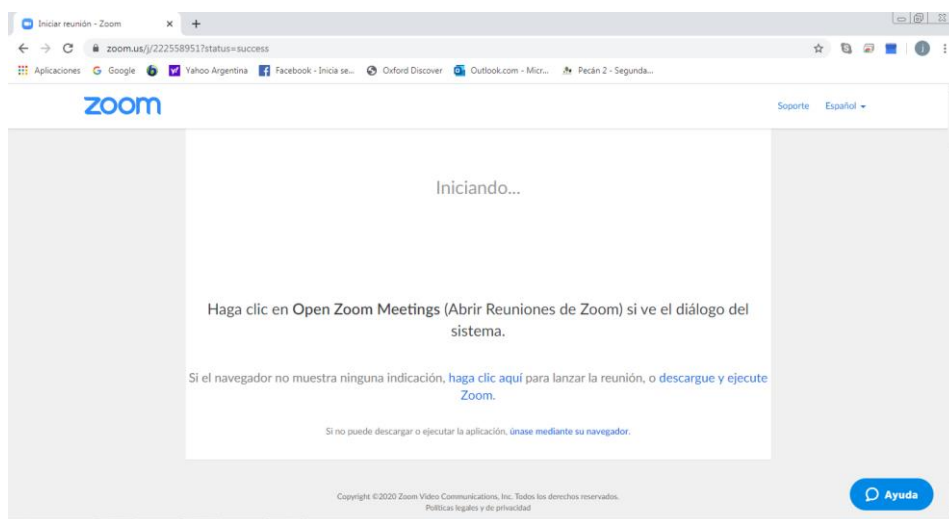 Iniciar reunión - Zoom
zoom.us/j/222558951?status=success
Aplicaciones Google Yahoo Argentina Facebook - Inicia se... Oxford Discover Outlook.com - Micr... Pecán 2 - Segunda...
zoom
Soporte Español
Iniciando...
Haga clic en Open Zoom Meetings (Abrir Reuniones de Zoom) si ve el diálogo del
sistema.
Si el navegador no muestra ninguna indicación, haga clic aquí para lanzar la reunión, o descargue y ejecute
Zoom.
Si no puede descargar o ejecutar la aplicación, únase mediante su navegador.
Copyright ©2020 Zoom Video Communications, Inc. Todos los derechos reservados.
Políticas legales y de privacidad
Ayuda